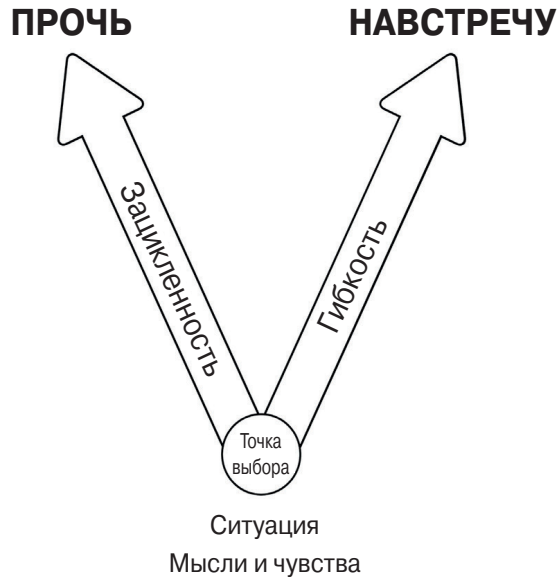 ПРОЧЬ
НАВСТРЕЧУ
Зацикленность
Гибкость
Точка
выбора
Ситуация
Мысли и чувства